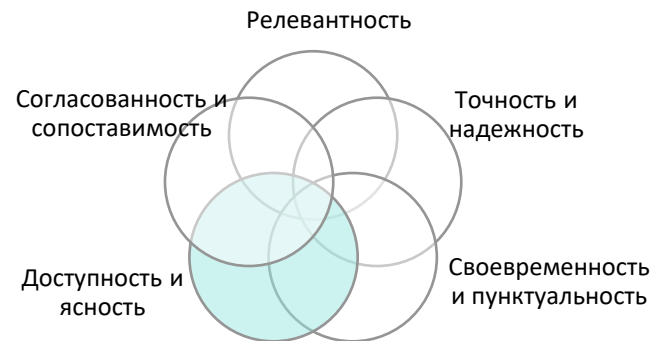 Релевантность
Согласованность и
сопоставимость
Точность и
надежность
Доступность и
ясность
Своевременность
и пунктуальность